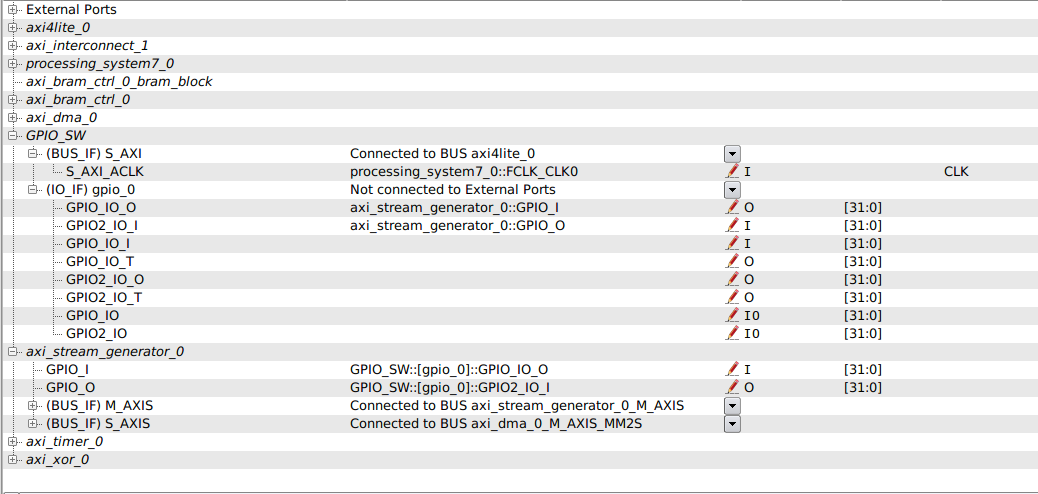 External Ports
axi4lite_0
axi_interconnect_1
processing_system7_0
axi_bram_ctrl_0_bram_block
axi_bram_ctrl_0
axi_dma_0
GPIO_SW
(BUS_IF) S_AXI Connected to BUS axi4lite_0
S_AXI_ACLK processing_system7_0::FCLK_CLK0 I CLK
(IO_IF) gpio_0 Not connected to External Ports
GPIO_IO_O axi_stream_generator_0::GPIO_I O [31:0]
GPIO2_IO_I axi_stream_generator_0::GPIO_O I [31:0]
GPIO_IO_I I [31:0]
GPIO_IO_T O [31:0]
GPIO2_IO_O O [31:0]
GPIO2_IO_T O [31:0]
GPIO_IO IO [31:0]
GPIO2_IO IO [31:0]
axi_stream_generator_0
GPIO_I GPIO_SW::[gpio_0]::GPIO_IO_O I [31:0]
GPIO_O GPIO_SW::[gpio_0]::GPIO2_IO_I O [31:0]
(BUS_IF) M_AXIS Connected to BUS axi_stream_generator_0_M_AXIS
(BUS_IF) S_AXIS Connected to BUS axi_dma_0_M_AXIS_MM2S
axi_timer_0
axi_xor_0